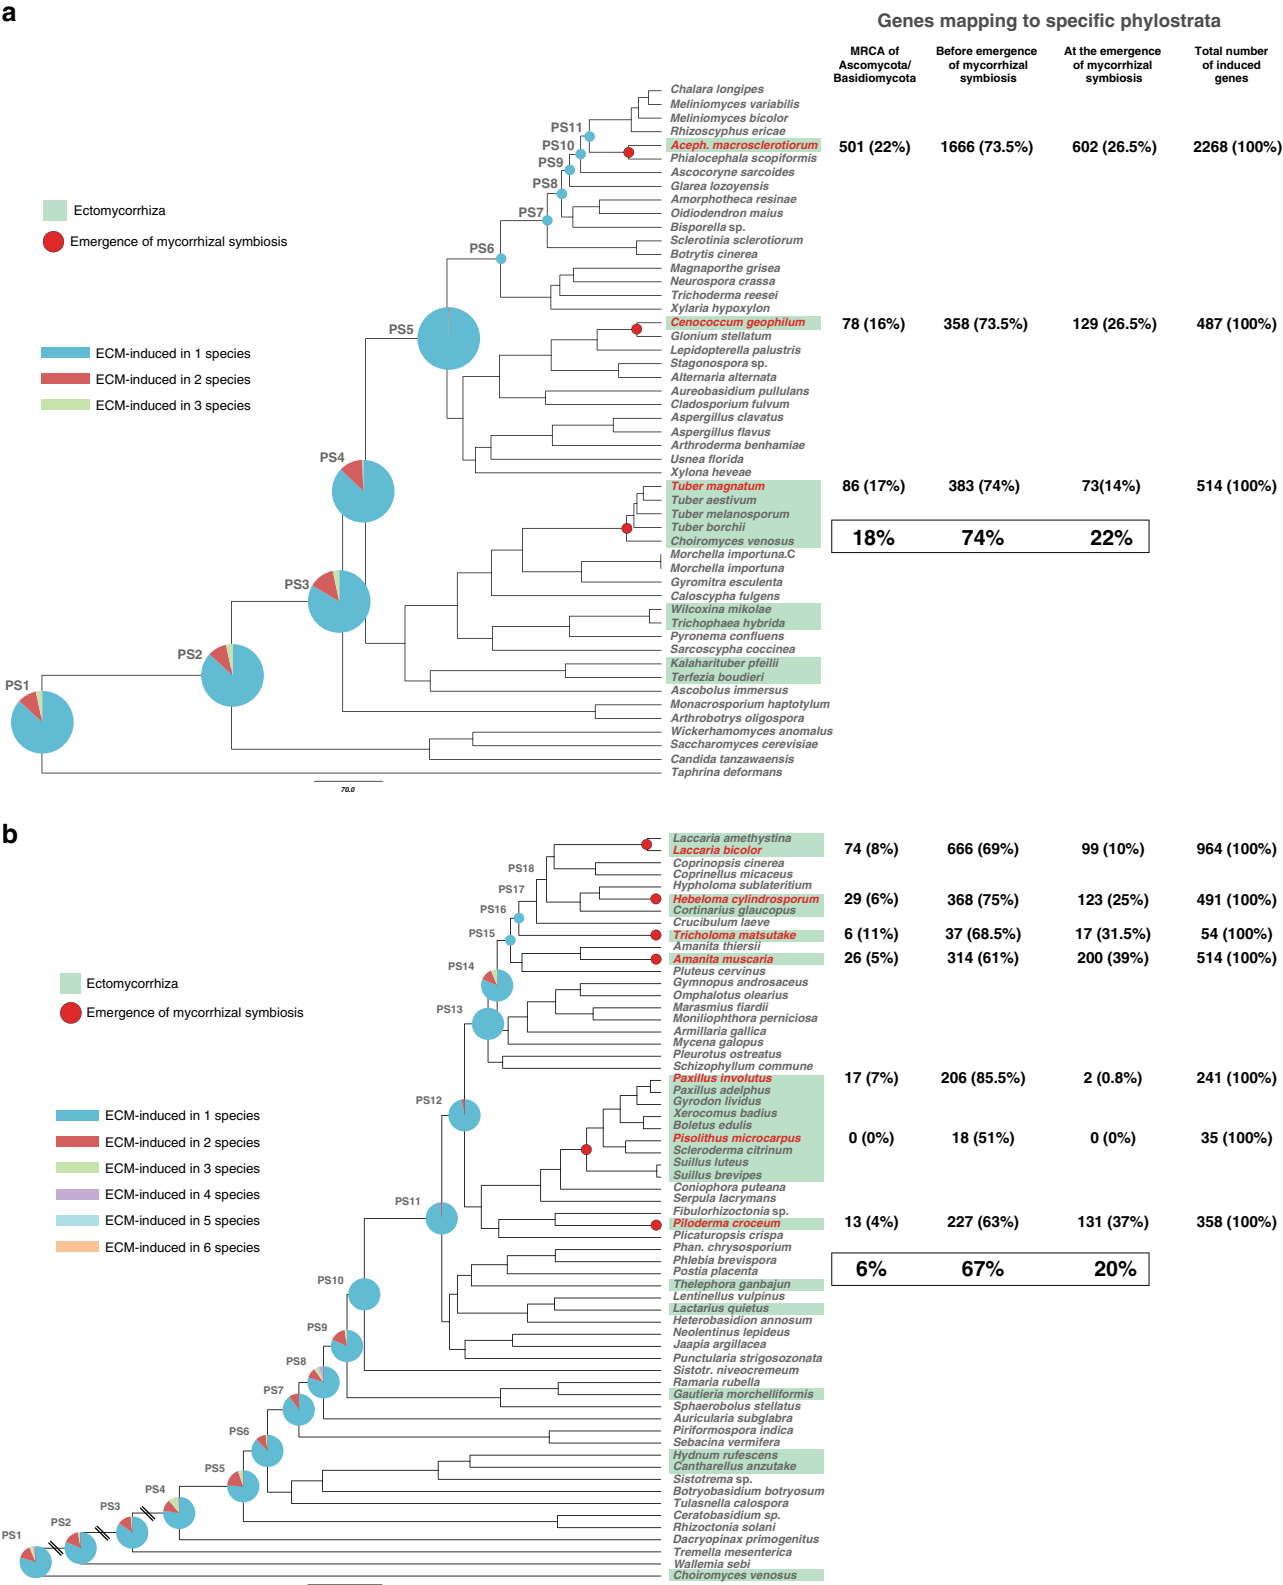 a
Genes mapping to specific phylostrata
MRCA of
Ascomycota/
Basidiomycota
Before emergence
of mycorrhizal
symbiosis
At the emergence
of mycorrhizal
symbiosis
Total number
of induced
genes
Ectomycorrhiza
Emergence of mycorrhizal symbiosis
ECM-induced in 1 species
ECM-induced in 2 species
ECM-induced in 3 species
PS11
PS10
PS9
PS8
PS7
PS6
PS5
PS4
PS3
PS2
PS1
Chalara longipes
Meliniomyces variabilis
Meliniomyces bicolor
Rhizoscyphus ericae
Aceph. macrosclerotiorum 501 (22%) 1666 (73.5%) 602 (26.5%) 2268 (100%)
Phialocephala scopiformis
Ascocoryne sarcoides
Glarea lozoyensis
Amorphotheca resinae
Oidiodendron maius
Bisporella sp.
Sclerotinia sclerotiorum
Botrytis cinerea
Magnaporthe grisea
Neurospora crassa
Trichoderma reesei
Xylaria hypoxylon
Cenococcum geophilum 78 (16%) 358 (73.5%) 129 (26.5%) 487 (100%)
Glonium stellatum
Lepidopterella palustris
Stagonospora sp.
Alternaria alternata
Aureobasidium pullulans
Cladosporium fulvum
Aspergillus clavatus
Aspergillus flavus
Arthroderma benhamiae
Usnea florida
Xylona heveae
Tuber magnatum 86 (17%) 383 (74%) 73(14%) 514 (100%)
Tuber aestivum
Tuber melanosporum
Tuber borchii
Choiromyces venosus
18% 74% 22%
Morchella importuna.C
Morchella importuna
Gyromitra esculenta
Caloscypha fulgens
Wilcoxina mikolae
Trichophaea hybrida
Pyronema confluens
Sarcoscypha coccinea
Kalaharituber pfeilii
Terfezia boudieri
Ascobolus immersus
Monacrosporium haptotylum
Arthrobotrys oligospora
Wickerhamomyces anomalus
Saccharomyces cerevisiae
Candida tanzawaensis
Taphrina deformans
70.0
b
Ectomycorrhiza
Emergence of mycorrhizal symbiosis
ECM-induced in 1 species
ECM-induced in 2 species
ECM-induced in 3 species
ECM-induced in 4 species
ECM-induced in 5 species
ECM-induced in 6 species
PS18
PS17
PS16
PS15
PS14
PS13
PS12
PS11
PS10
PS9
PS8
PS7
PS6
PS5
PS4
PS3
PS2
PS1
Laccaria amethystina
Laccaria bicolor 74 (8%) 666 (69%) 99 (10%) 964 (100%)
Coprinopsis cinerea
Coprinellus micaceus
Hypholoma sublateritium
Hebeloma cylindrosporum 29 (6%) 368 (75%) 123 (25%) 491 (100%)
Cortinarius glaucopus
Crucibulum laeve
Tricholoma matsutake 6 (11%) 37 (68.5%) 17 (31.5%) 54 (100%)
Amanita thiersii
Amanita muscaria 26 (5%) 314 (61%) 200 (39%) 514 (100%)
Pluteus cervinus
Gymnopus androsaceus
Omphalotus olearius
Marasmius fiardii
Moniliophthora perniciosa
Armillaria gallica
Mycena galopus
Pleurotus ostreatus
Schizophyllum commune
Paxillus involutus 17 (7%) 206 (85.5%) 2 (0.8%) 241 (100%)
Paxillus adelphus
Gyrodon lividus
Xerocomus badius
Boletus edulis
Pisolithus microcarpus 0 (0%) 18 (51%) 0 (0%) 35 (100%)
Scleroderma citrinum
Suillus luteus
Suillus brevipes
Coniophora puteana
Serpula lacrymans
Fibulorhizoctonia sp.
Piloderma croceum 13 (4%) 227 (63%) 131 (37%) 358 (100%)
Plicaturopsis crispa
Phan. chrysosporium
Phlebia brevispora
Postia placenta
6% 67% 20%
Thelephora ganbajun
Lentinellus vulpinus
Lactarius quietus
Heterobasidion annosum
Neolentinus lepideus
Jaapia argillacea
Punctularia strigosozonata
Sistotr. niveocremeum
Ramaria rubella
Gautieria morchelliformis
Sphaerobolus stellatus
Auricularia subglabra
Piriformospora indica
Sebacina vermifera
Hydnum rufescens
Cantharellus anzutake
Sistotrema sp.
Botryobasidium botryosum
Tulasnella calospora
Ceratobasidium sp.
Rhizoctonia solani
Dacryopinax primogenitus
Tremella mesenterica
Wallemia sebi
Choiromyces venosus